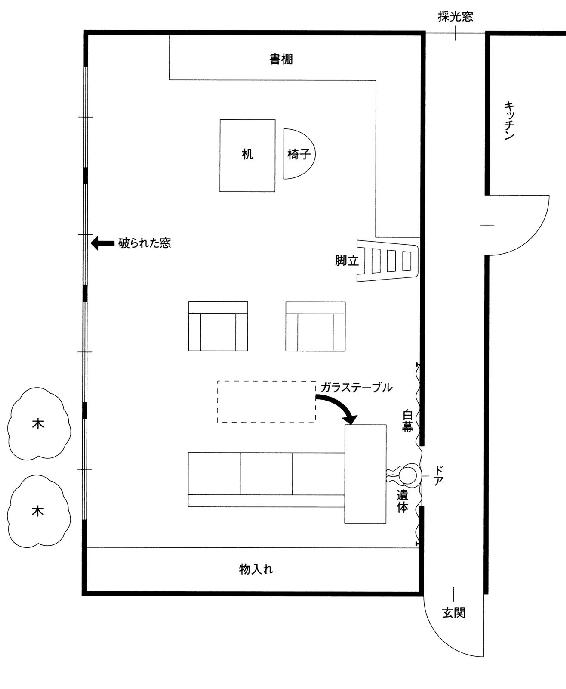 採光窓
書棚
キッチン
机
椅子
破られた窓
脚立
ガラステーブル
白幕
木
ドア
遺体
木
物入れ
玄関